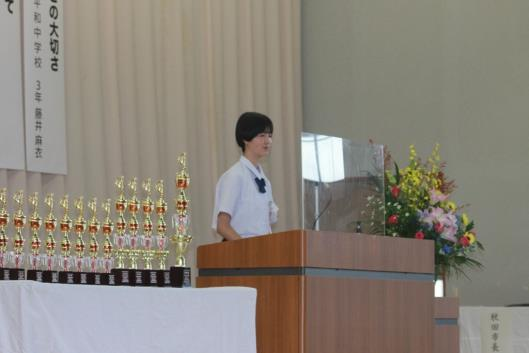 の大切さ
平和中学校 3年 藤井 麻衣
て
秋田市長